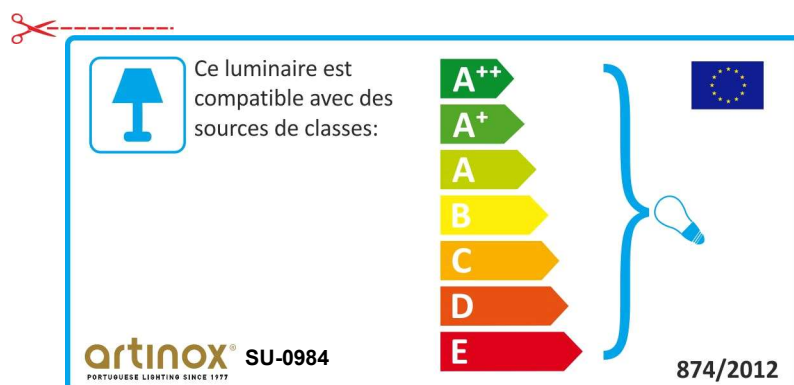 Ce luminaire est
compatible avec des
sources de classes:
A++
A+
A
B
C
D
E
artinox® SU-0984
PORTUGUESE LIGHTING SINCE 1977
874/2012